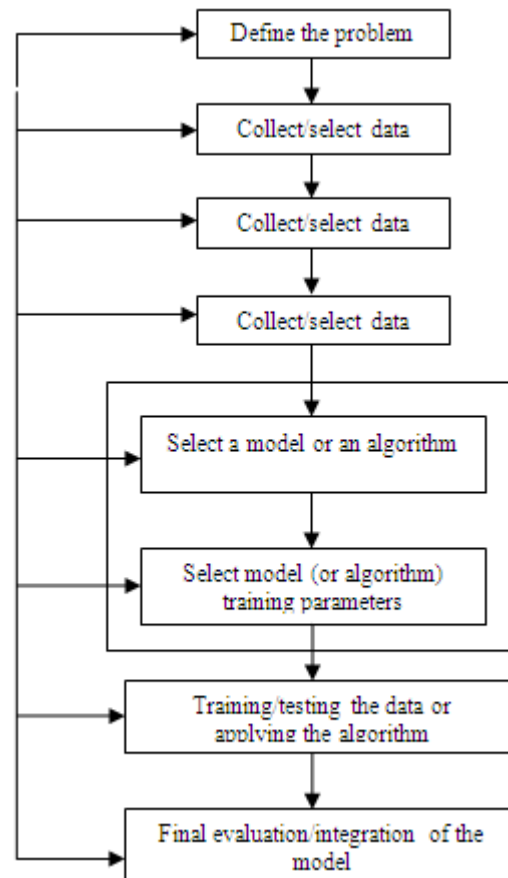 Define the problem
Collect/select data
Collect/select data
Collect/select data
Select a model or an algorithm
Select model (or algorithm)
training parameters
Training/testing the data or
applying the algorithm
Final evaluation/integration of the
model